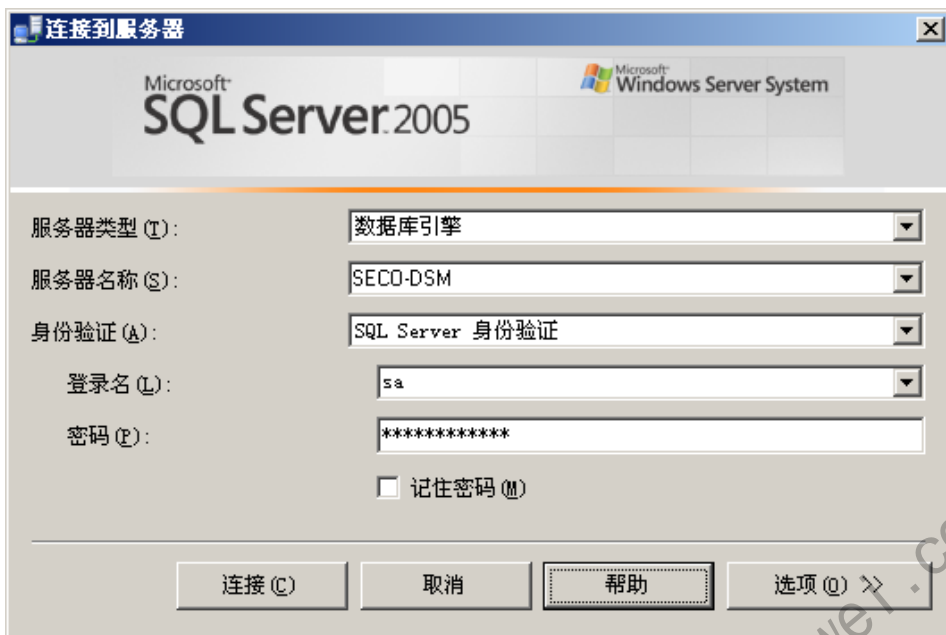 连接到服务器
Microsoft
SQL Server 2005
Microsoft
Windows Server System
服务器类型(T):
数据库引擎
服务器名称(S):
SECO-DSM
身份验证(A):
SQL Server 身份验证
登录名(L):
sa
密码(P):
************
记住密码(M)
连接(C)
取消
帮助
选项(O) >>